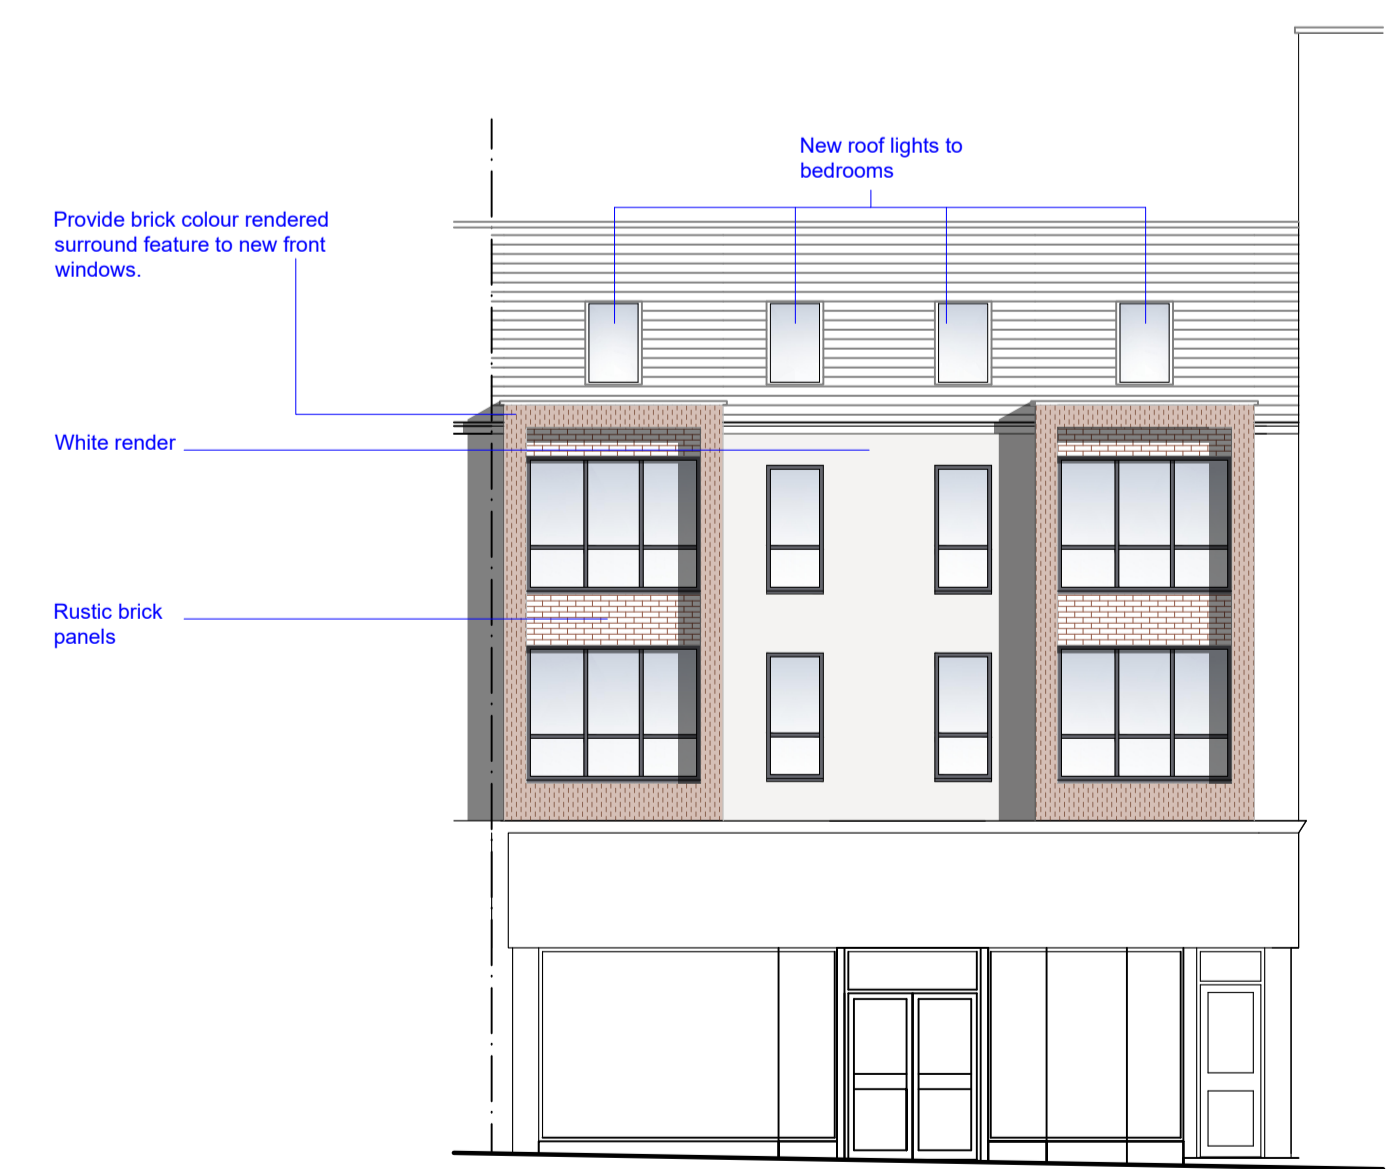 New roof lights to
bedrooms
Provide brick colour rendered
surround feature to new front
windows.
White render
Rustic brick
panels